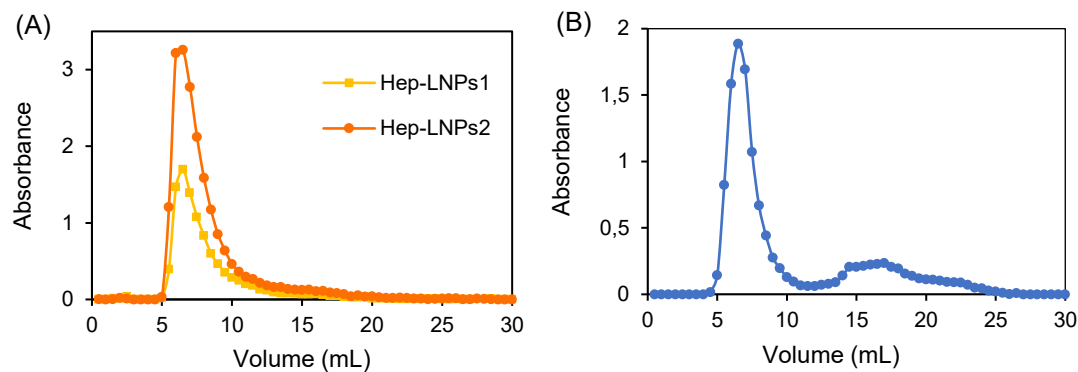 (A)
Absorbance
3
2
1
0
0 5 10 15 20 25 30
Volume (mL)
Hep-LNPs1
Hep-LNPs2
(B)
Absorbance
2
1,5
1
0,5
0
0 5 10 15 20 25 30
Volume (mL)